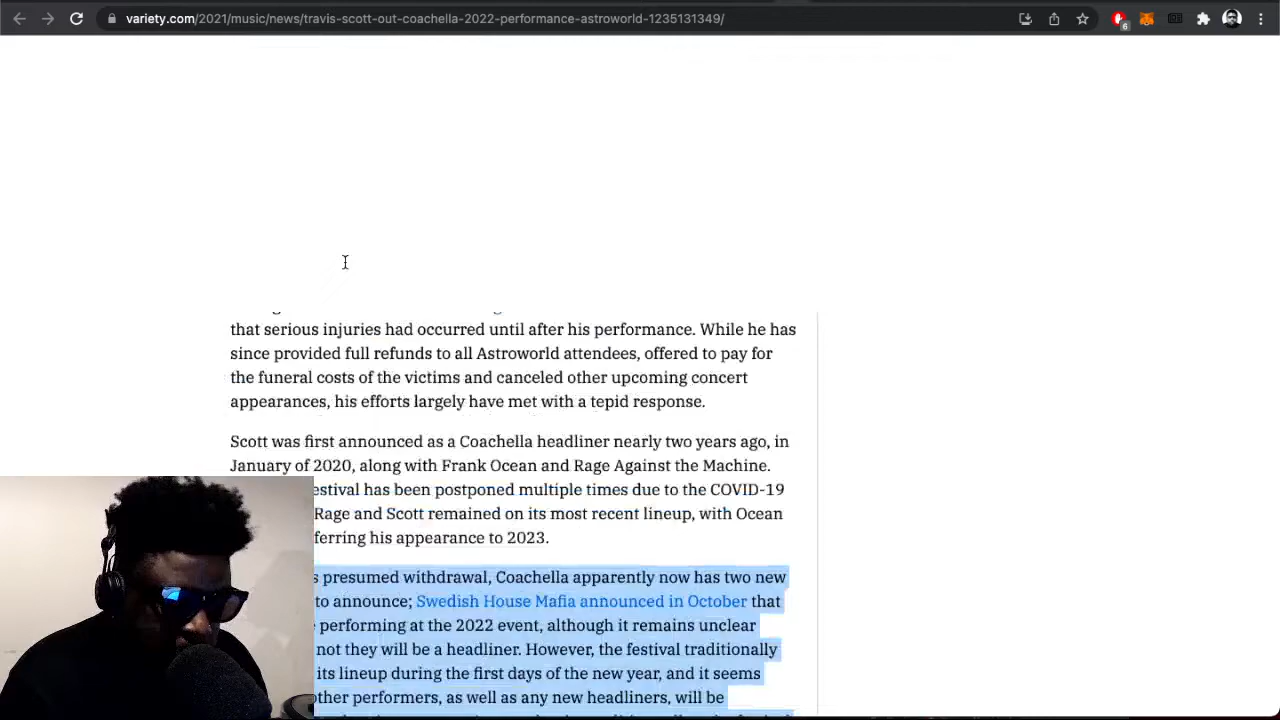 variety.com/2021/music/news/travis-scott-out-coachella-2022-performance-astroworld-1235131349/
6
that serious injuries had occurred until after his performance. While he has
since provided full refunds to all Astroworld attendees, offered to pay for
the funeral costs of the victims and canceled other upcoming concert
appearances, his efforts largely have met with a tepid response.
Scott was first announced as a Coachella headliner nearly two years ago, in
January of 2020, along with Frank Ocean and Rage Against the Machine.
estival has been postponed multiple times due to the COVID-19
Rage and Scott remained on its most recent lineup, with Ocean
ferring his appearance to 2023.
s presumed withdrawal, Coachella apparently now has two new
to announce; Swedish House Mafia announced in October that
performing at the 2022 event, although it remains unclear
not they will be a headliner. However, the festival traditionally
its lineup during the first days of the new year, and it seems
other performers, as well as any new headliners, will be